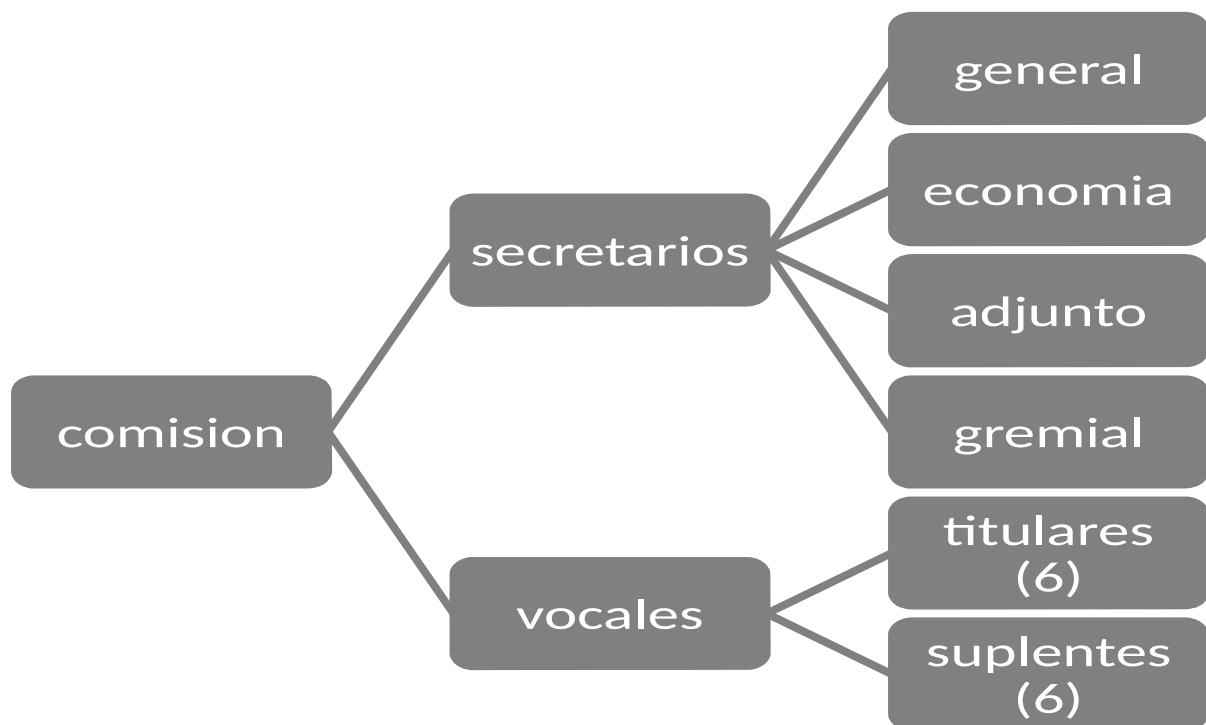 general
economia
secretarios
adjunto
comision
gremial
titulares
(6)
vocales
suplentes
(6)